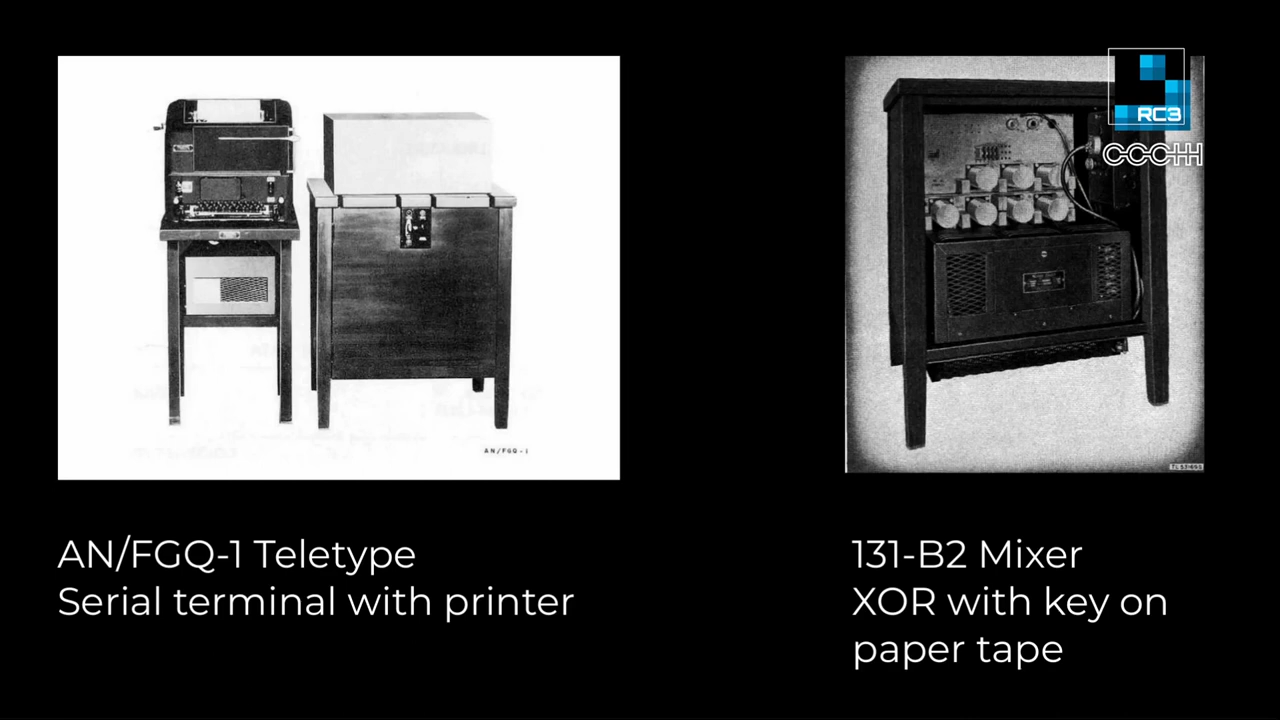 RC3
CCCHH
AN/FGQ-1
AN/FGQ-1 Teletype
Serial terminal with printer
131-B2 Mixer
XOR with key on
paper tape